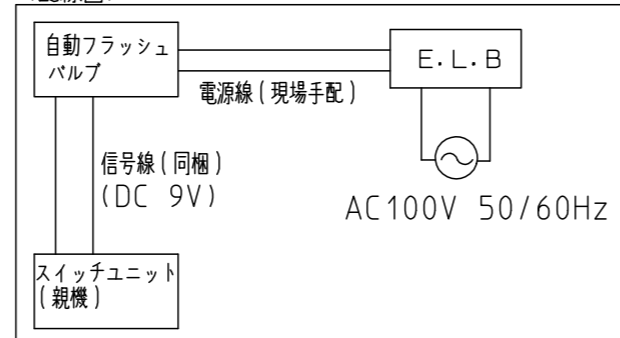 自動フラッシュ
バルブ
E.L.B
電源線(現場手配)
信号線(同梱)
(DC 9V)
AC100V 50/60Hz
スイッチユニット
(親機)